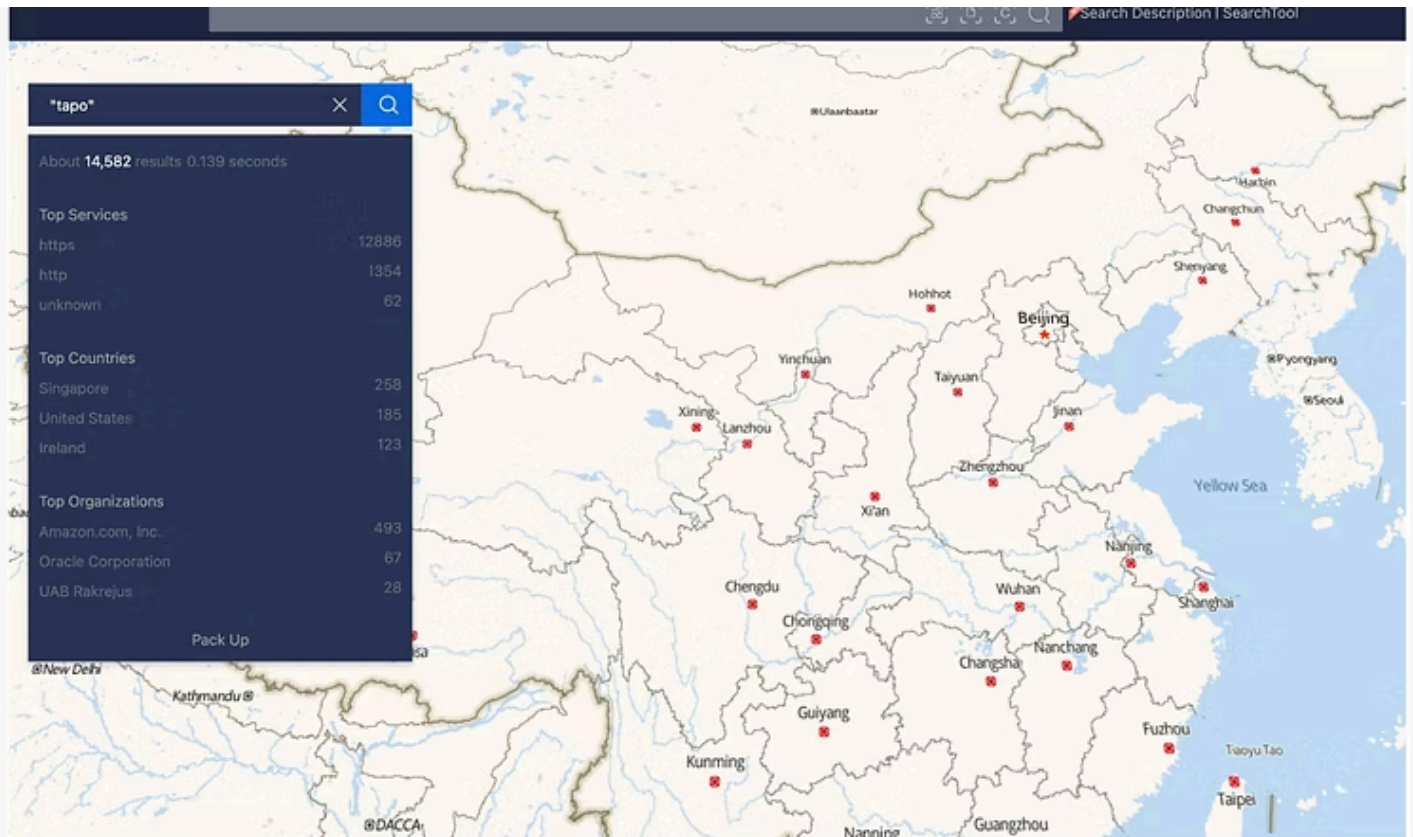 Search Description | SearchTool
"tapo"
About 14,582 results 0.139 seconds
Top Services
https 12886
http 1354
unknown 62
Top Countries
Singapore 258
United States 185
Ireland 123
Top Organizations
Amazon.com, Inc. 493
Oracle Corporation 67
UAB Rakrejus 28
Pack Up
Ulaanbaatar
Harbin
Changchun
Shenyang
Hohhot
Beijing
Pyongyang
Yinchuan
Taiyuan
Seoul
Xining
Lanzhou
Jinan
Zhengzhou
Yellow Sea
Xi'an
Nanjing
Chengdu
Wuhan
Shanghai
Chongqing
Nanchang
Changsha
New Delhi
Kathmandu
Guiyang
Fuzhou
Tiaoyu Tao
Kunming
Taipei
DACCA
Nanning
Guangzhou